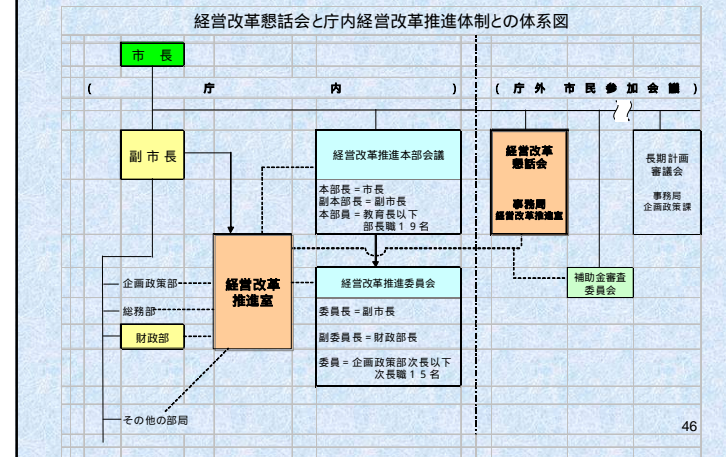 経営改革懇話会と庁内経営改革推進体制との体系図
市 長
( 庁 内 )
( 庁 外 市 民 参 加 会 議 )
副 市 長
経営改革推進本部会議
本部長＝市長
副本部長＝副市長
本部員＝教育長以下
部長職１９名
経営改革
懇話会
事務局
経営改革推進室
長期計画
審議会
事務局
企画政策課
企画政策部
総務部
財政部
その他の部局
経営改革
推進室
経営改革推進委員会
委員長＝副市長
副委員長＝財政部長
委員＝企画政策部次長以下
次長職１５名
補助金審査
委員会
46